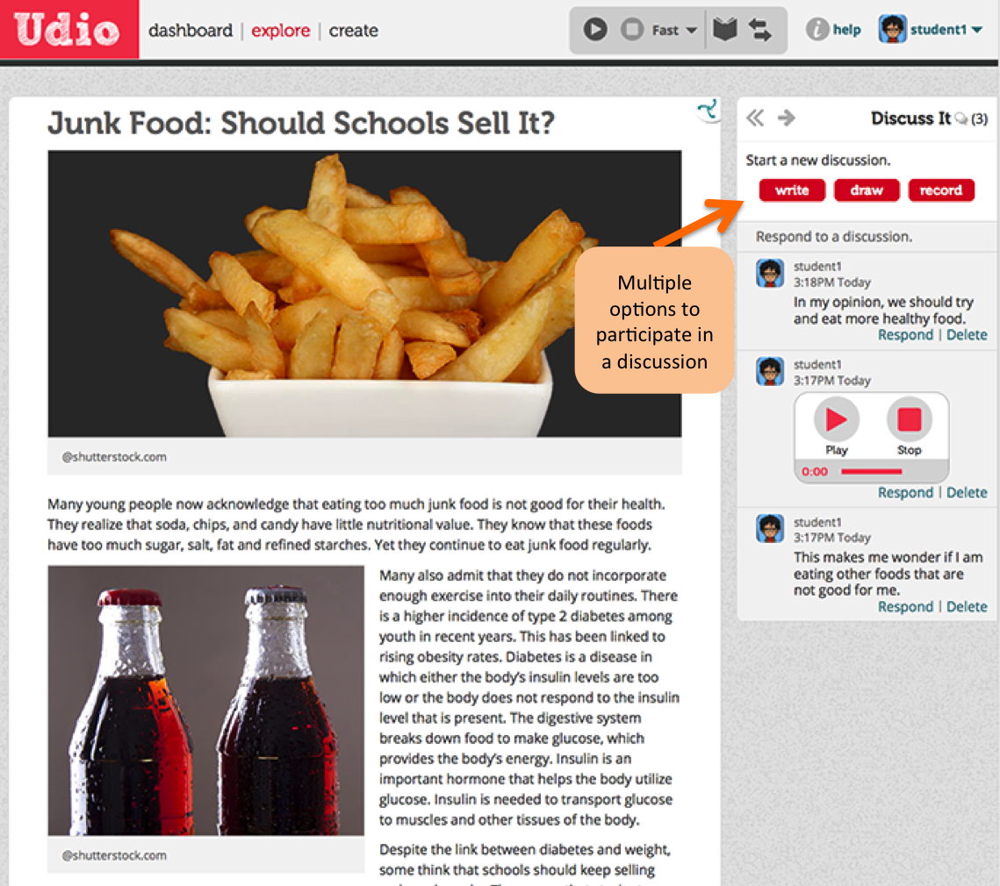 Udio
dashboard | explore | create
Fast
help
student1
Junk Food: Should Schools Sell It?
@shutterstock.com
Many young people now acknowledge that eating too much junk food is not good for their health.
They realize that soda, chips, and candy have little nutritional value. They know that these foods
have too much sugar, salt, fat and refined starches. Yet they continue to eat junk food regularly.
@shutterstock.com
Many also admit that they do not incorporate
enough exercise into their daily routines. There
is a higher incidence of type 2 diabetes among
youth in recent years. This has been linked to
rising obesity rates. Diabetes is a disease in
which either the body's insulin levels are too
low or the body does not respond to the insulin
level that is present. The digestive system
breaks down food to make glucose, which
provides the body's energy. Insulin is an
important hormone that helps the body utilize
glucose. Insulin is needed to transport glucose
to muscles and other tissues of the body.
Despite the link between diabetes and weight,
some think that schools should keep selling
Multiple
options to
participate in
a discussion
Discuss It (3)
Start a new discussion.
write
draw
record
Respond to a discussion.
student1
3:18PM Today
In my opinion, we should try
and eat more healthy food.
Respond | Delete
student1
3:17PM Today
Play
Stop
0:00
Respond | Delete
student1
3:17PM Today
This makes me wonder if I am
eating other foods that are
not good for me.
Respond | Delete